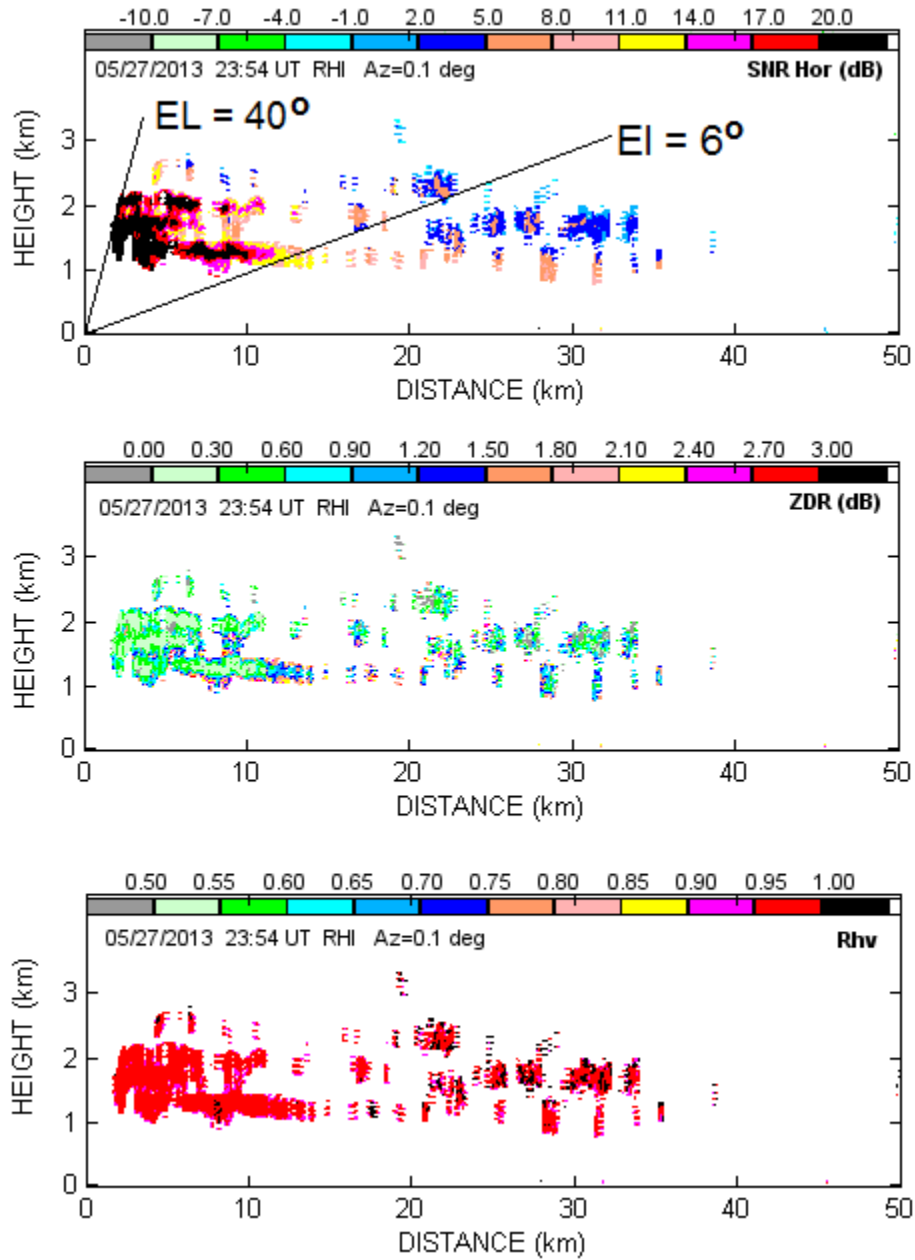 -10.0 -7.0 -4.0 -1.0 2.0 5.0 8.0 11.0 14.0 17.0 20.0
05/27/2013 23:54 UT RHI Az=0.1 deg SNR Hor (dB)
EL = 40o
El = 6o
HEIGHT (km)
3
2
1
0
0 10 20 30 40 50
DISTANCE (km)
0.00 0.30 0.60 0.90 1.20 1.50 1.80 2.10 2.40 2.70 3.00
05/27/2013 23:54 UT RHI Az=0.1 deg ZDR (dB)
HEIGHT (km)
3
2
1
0
0 10 20 30 40 50
DISTANCE (km)
0.50 0.55 0.60 0.65 0.70 0.75 0.80 0.85 0.90 0.95 1.00
05/27/2013 23:54 UT RHI Az=0.1 deg Rhv
HEIGHT (km)
3
2
1
0
0 10 20 30 40 50
DISTANCE (km)